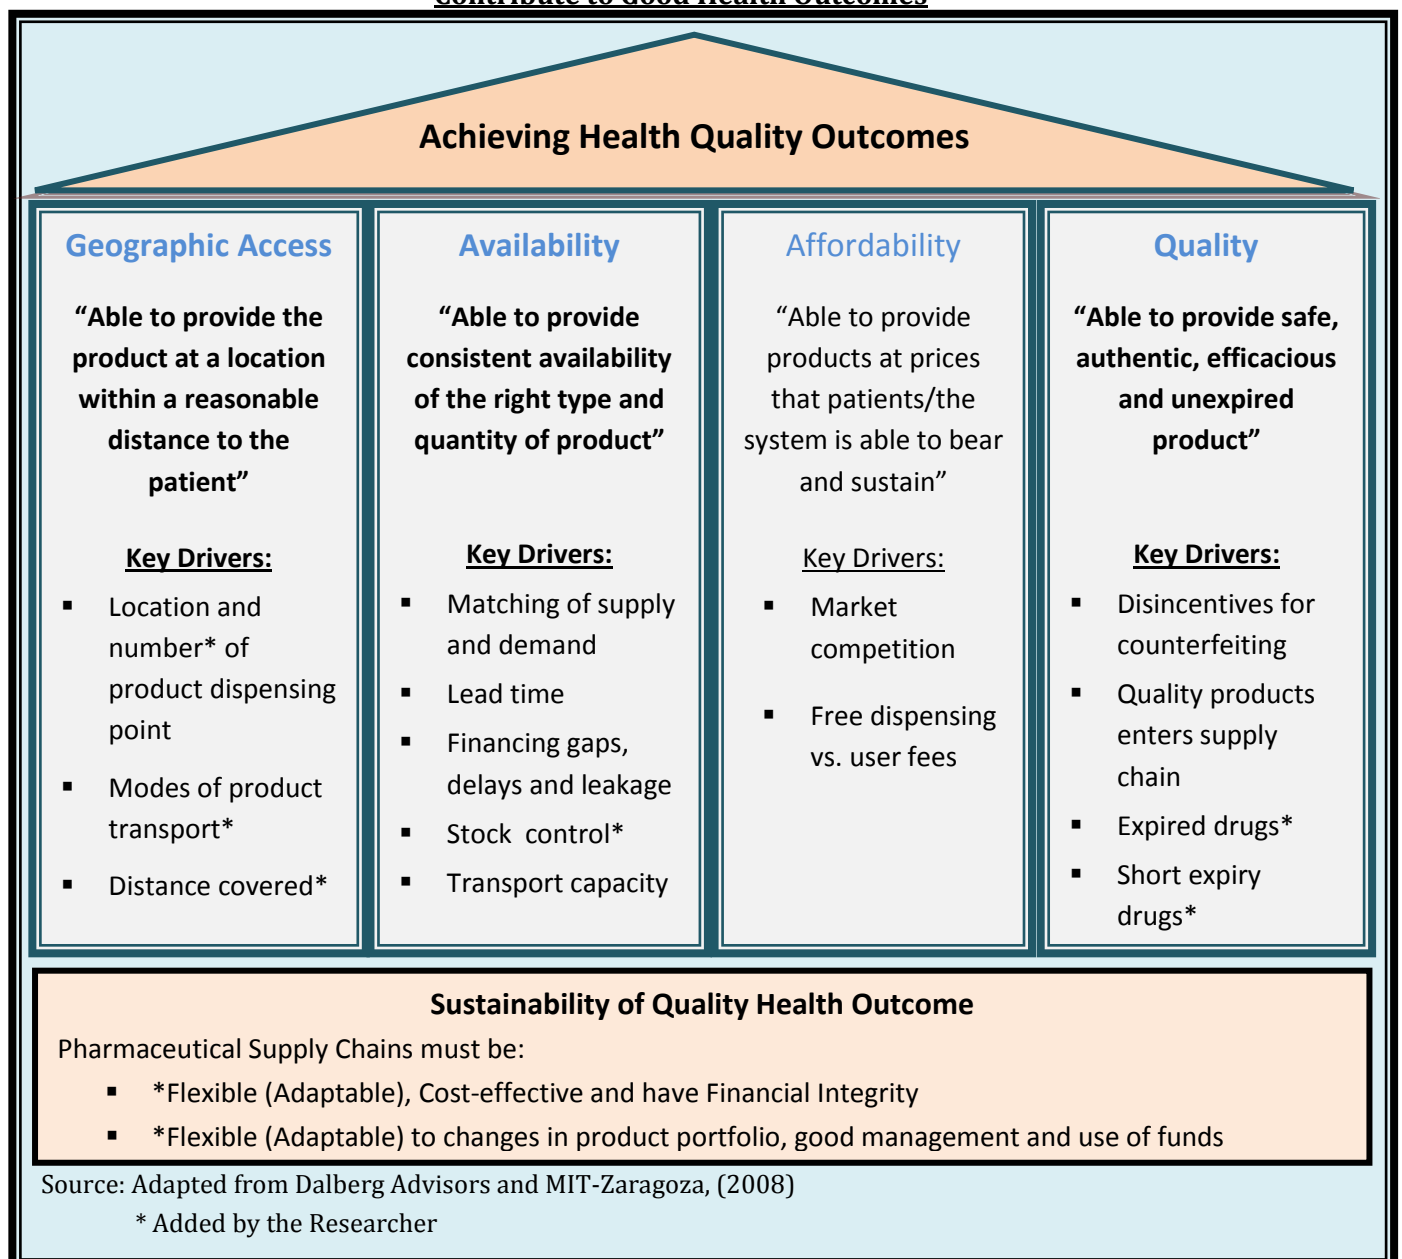 Contribute to Good Health Outcomes
Achieving Health Quality Outcomes
Geographic Access
“Able to provide the
product at a location
within a reasonable
distance to the
patient”
Key Drivers:
▪ Location and
number* of
product dispensing
point
▪ Modes of product
transport*
▪ Distance covered*
Availability
“Able to provide
consistent availability
of the right type and
quantity of product”
Key Drivers:
▪ Matching of supply
and demand
▪ Lead time
▪ Financing gaps,
delays and leakage
▪ Stock control*
▪ Transport capacity
Affordability
“Able to provide
products at prices
that patients/the
system is able to bear
and sustain”
Key Drivers:
▪ Market
competition
▪ Free dispensing
vs. user fees
Quality
“Able to provide safe,
authentic, efficacious
and unexpired
product”
Key Drivers:
▪ Disincentives for
counterfeiting
▪ Quality products
enters supply
chain
▪ Expired drugs*
▪ Short expiry
drugs*
Sustainability of Quality Health Outcome
Pharmaceutical Supply Chains must be:
▪ *Flexible (Adaptable), Cost-effective and have Financial Integrity
▪ *Flexible (Adaptable) to changes in product portfolio, good management and use of funds
Source: Adapted from Dalberg Advisors and MIT-Zaragoza, (2008)
* Added by the Researcher